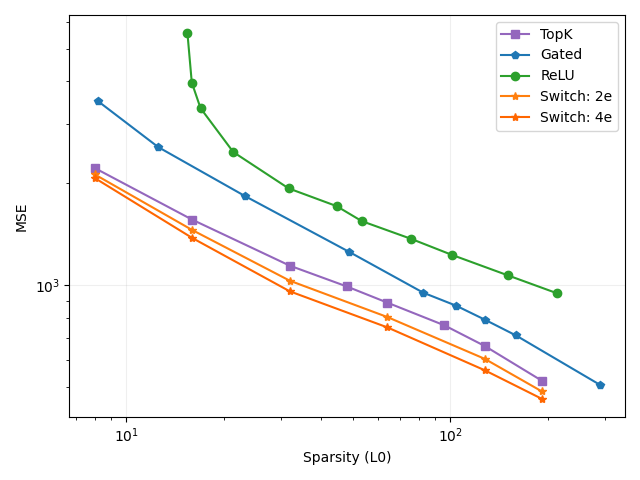 TopK
Gated
ReLU
Switch: 2e
Switch: 4e
MSE
10³
10¹
10²
Sparsity (L0)